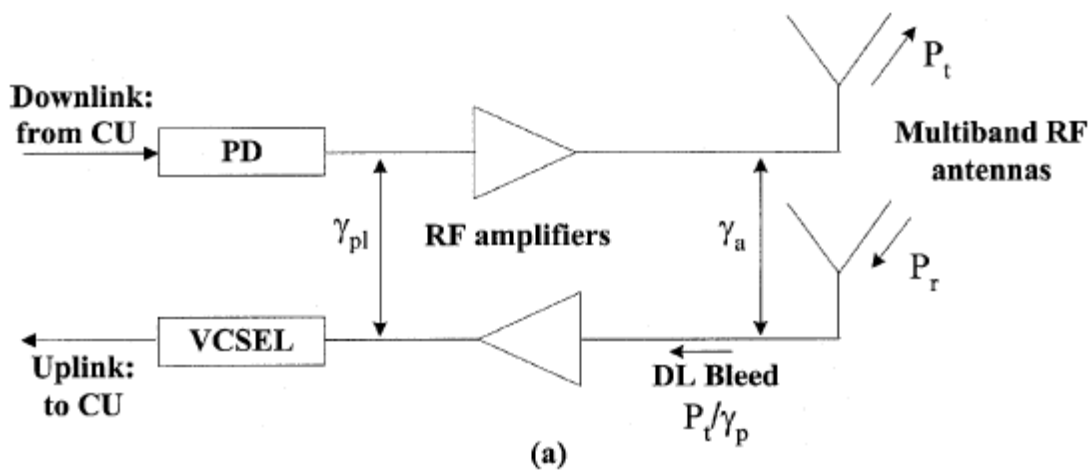 Downlink:
from CU
PD
P_t
Multiband RF
antennas
γ_pl
RF amplifiers
γ_a
P_r
VCSEL
Uplink:
to CU
DL Bleed
P_t/γ_p
(a)